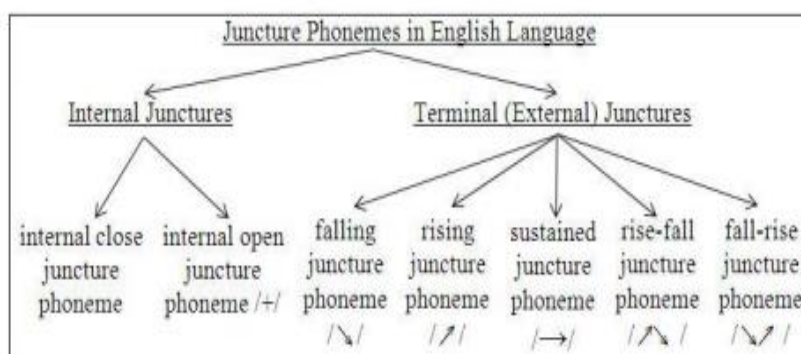 Juncture Phonemes in English Language
Internal Junctures
Terminal (External) Junctures
internal close
juncture
phoneme
internal open
juncture
phoneme /+/
falling
juncture
phoneme
/↘/
rising
juncture
phoneme
/↗/
sustained
juncture
phoneme
/→/
rise-fall
juncture
phoneme
/↗↘ /
fall-rise
juncture
phoneme
/↘↗ /